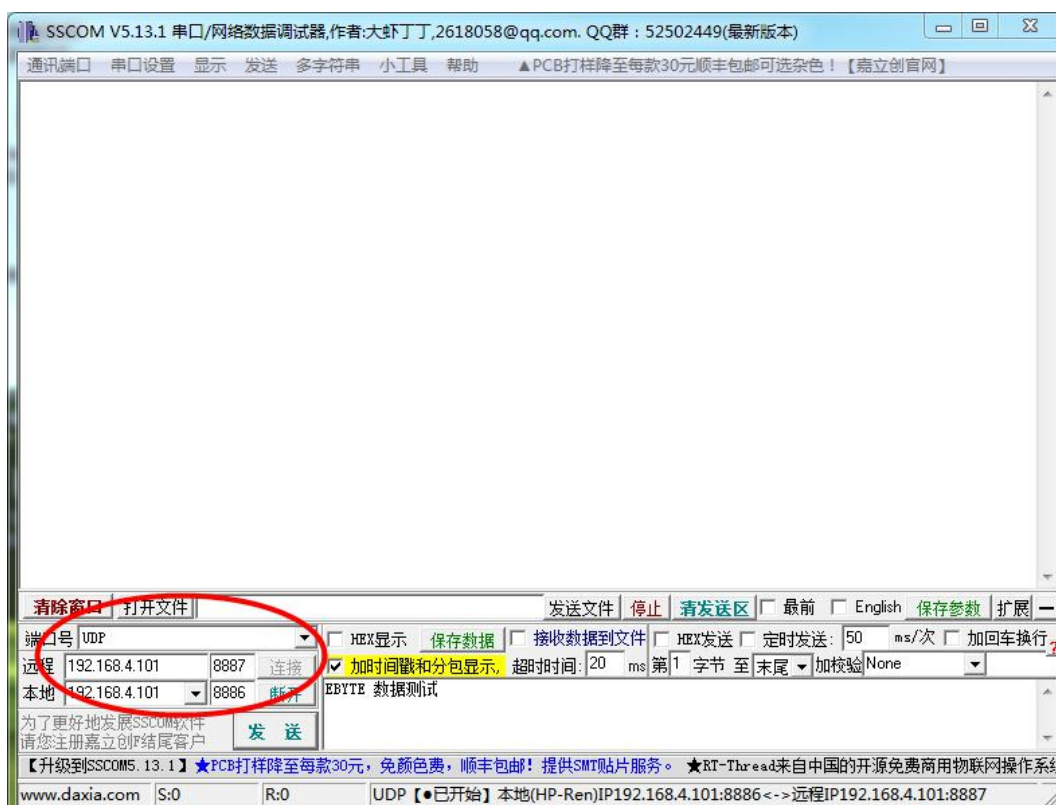 SSCOM V5.13.1 串口/网络数据调试器,作者:大虾丁丁,2618058@qq.com. QQ群：52502449(最新版本)
通讯端口 串口设置 显示 发送 多字符串 小工具 帮助 ▲PCB打样降至每款30元顺丰包邮可选杂色！【嘉立创官网】
清除窗口 打开文件 发送文件 停止 清发送区 最前 English 保存参数 扩展 —
端口号 UDP HEX显示 保存数据 接收数据到文件 HEX发送 定时发送: 50 ms/次 加回车换行
远程 192.168.4.101 8887 连接 加时间戳和分包显示, 超时时间: 20 ms 第1 字节 至 末尾 加校验 None
本地 192.168.4.101 8886 断开 EBYTE 数据测试
为了更好地发展SSCOM软件
请您注册嘉立创F结尾客户
发 送
【升级到SSCOM5.13.1】★PCB打样降至每款30元，免颜色费，顺丰包邮! 提供SMT贴片服务。 ★RT-Thread来自中国的开源免费商用物联网操作系统
www.daxia.com S:0 R:0 UDP【●已开始】本地(HP-Ren)IP192.168.4.101:8886<->远程IP192.168.4.101:8887